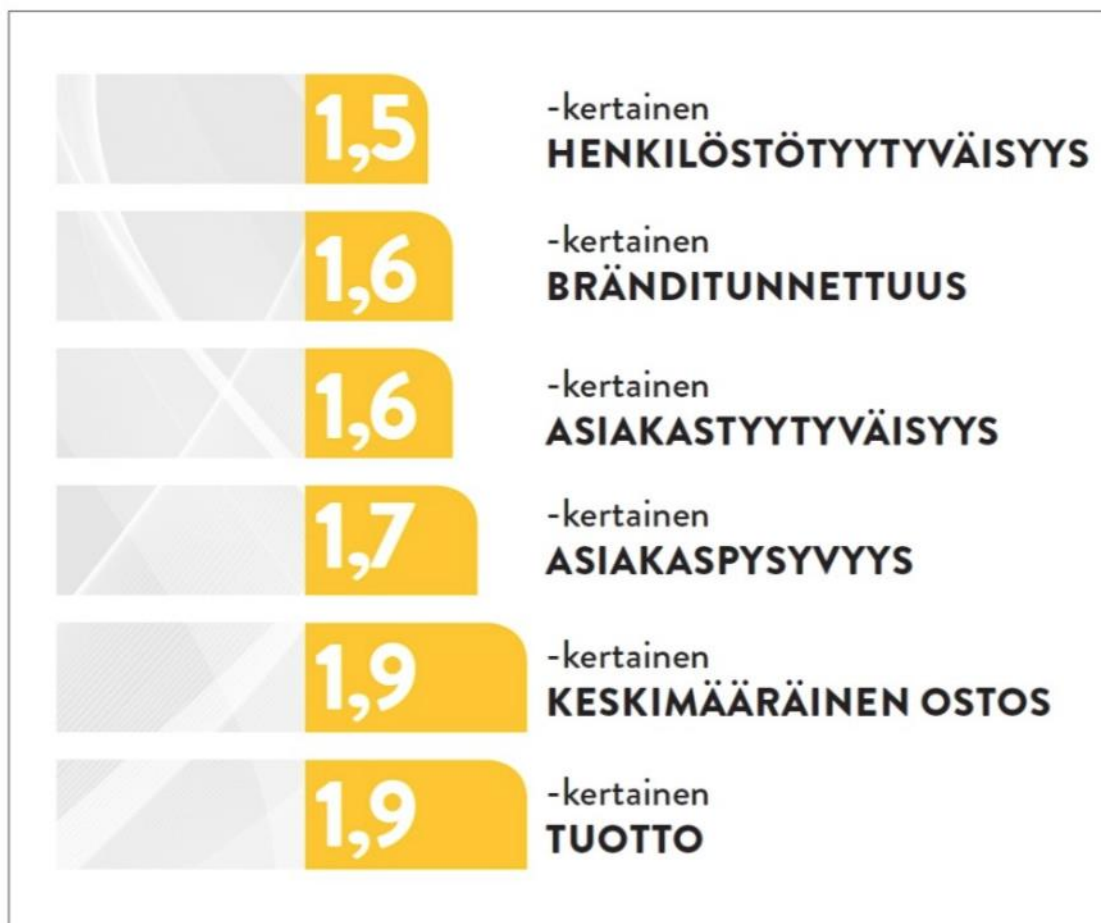 1,5
-kertainen
HENKILÖSTÖTYYTYVÄISYYS
1,6
-kertainen
BRÄNDITUNNETTUUS
1,6
-kertainen
ASIAKASTYYTYVÄISYYS
1,7
-kertainen
ASIAKASPYSYVYYS
1,9
-kertainen
KESKIMÄÄRÄINEN OSTOS
1,9
-kertainen
TUOTTO